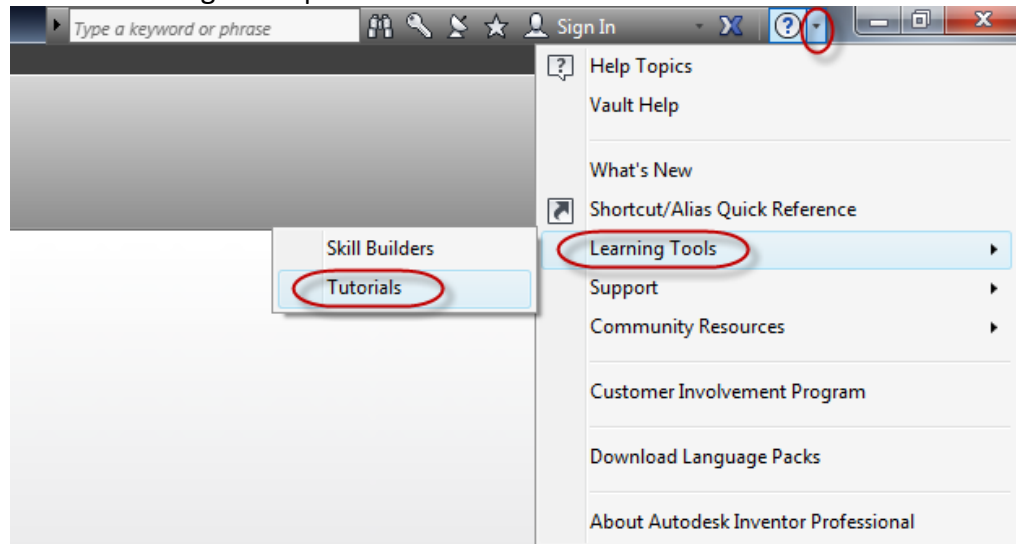 Type a keyword or phrase
Sign In
Help Topics
Vault Help
What's New
Shortcut/Alias Quick Reference
Skill Builders
Learning Tools
Tutorials
Support
Community Resources
Customer Involvement Program
Download Language Packs
About Autodesk Inventor Professional